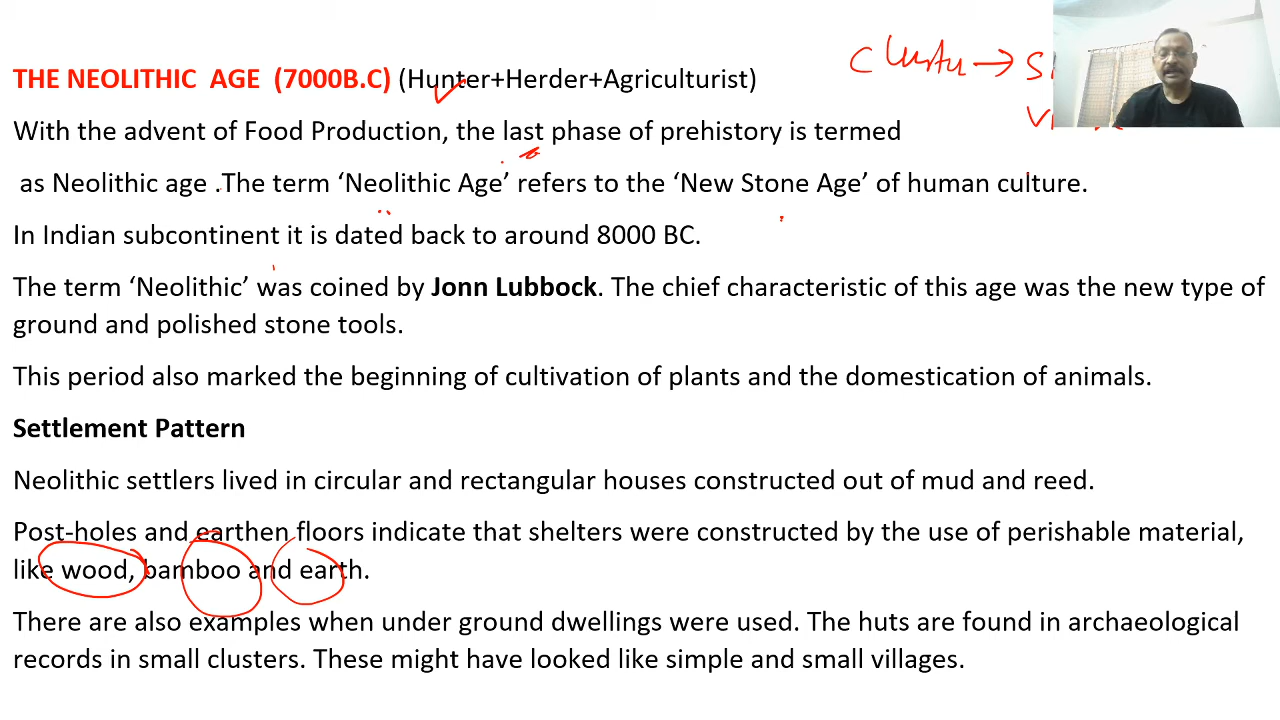 THE NEOLITHIC AGE (7000B.C) (Hunter+Herder+Agriculturist)
With the advent of Food Production, the last phase of prehistory is termed
as Neolithic age .The term ‘Neolithic Age’ refers to the ‘New Stone Age’ of human culture.
In Indian subcontinent it is dated back to around 8000 BC.
The term ‘Neolithic’ was coined by Jonn Lubbock. The chief characteristic of this age was the new type of
ground and polished stone tools.
This period also marked the beginning of cultivation of plants and the domestication of animals.
Settlement Pattern
Neolithic settlers lived in circular and rectangular houses constructed out of mud and reed.
Post-holes and earthen floors indicate that shelters were constructed by the use of perishable material,
like wood, bamboo and earth.
There are also examples when under ground dwellings were used. The huts are found in archaeological
records in small clusters. These might have looked like simple and small villages.